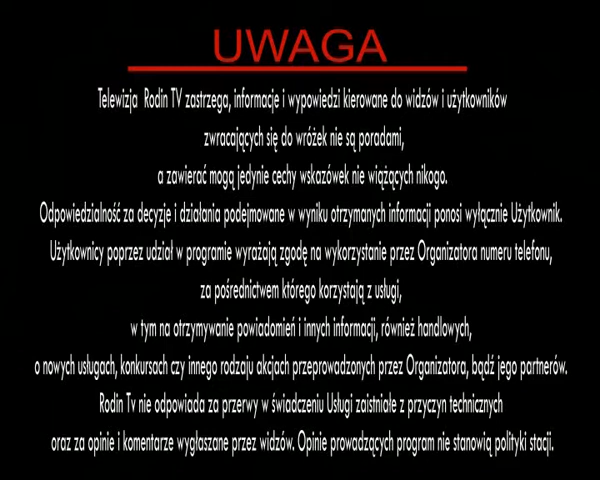 UWAGA
Telewizja Rodin TV zastrzega, informacje i wypowiedzi kierowane do widzów i użytkowników
zwracających się do wróżek nie są poradami,
a zawierać mogą jedynie cechy wskazówek nie wiążących nikogo.
Odpowiedzialność za decyzje i działania podejmowane w wyniku otrzymanych informacji ponosi wyłącznie Użytkownik.
Użytkownicy poprzez udział w programie wyrażają zgodę na wykorzystanie przez Organizatora numeru telefonu,
za pośrednictwem którego korzystają z usługi,
w tym na otrzymywanie powiadomień i innych informacji, również handlowych,
o nowych usługach, konkursach czy innego rodzaju akcjach przeprowadzonych przez Organizatora, bądź jego partnerów.
Rodin Tv nie odpowiada za przerwy w świadczeniu Usługi zaistniałe z przyczyn technicznych
oraz za opinie i komentarze wygłaszane przez widzów. Opinie prowadzących program nie stanowią polityki stacji.